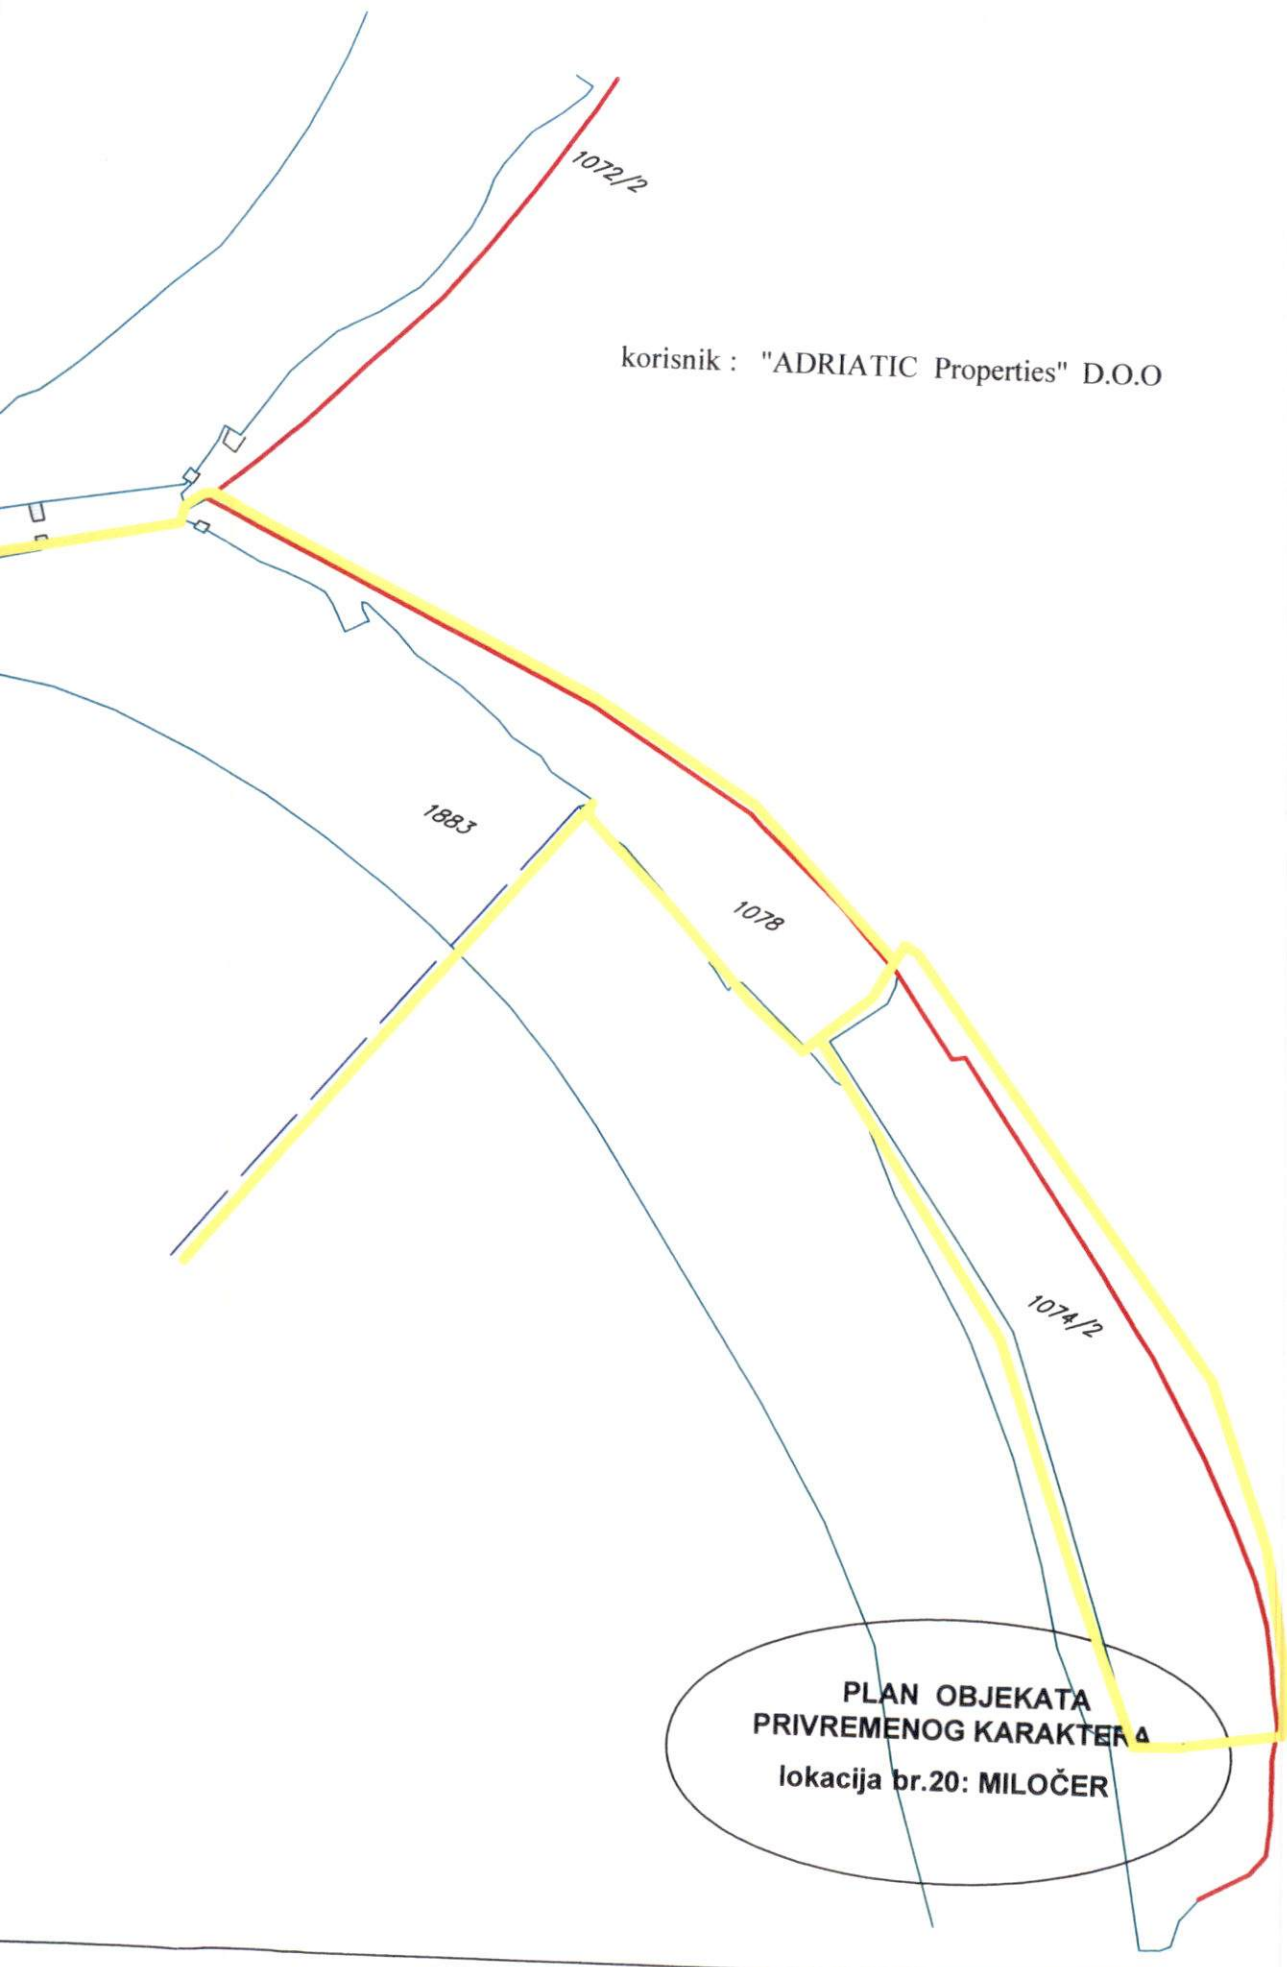 1072/2
korisnik : "ADRIATIC Properties" D.O.O
1883
1078
1074/2
PLAN OBJEKATA
PRIVREMENOG KARAKTERA
lokacija br.20: MILOČER